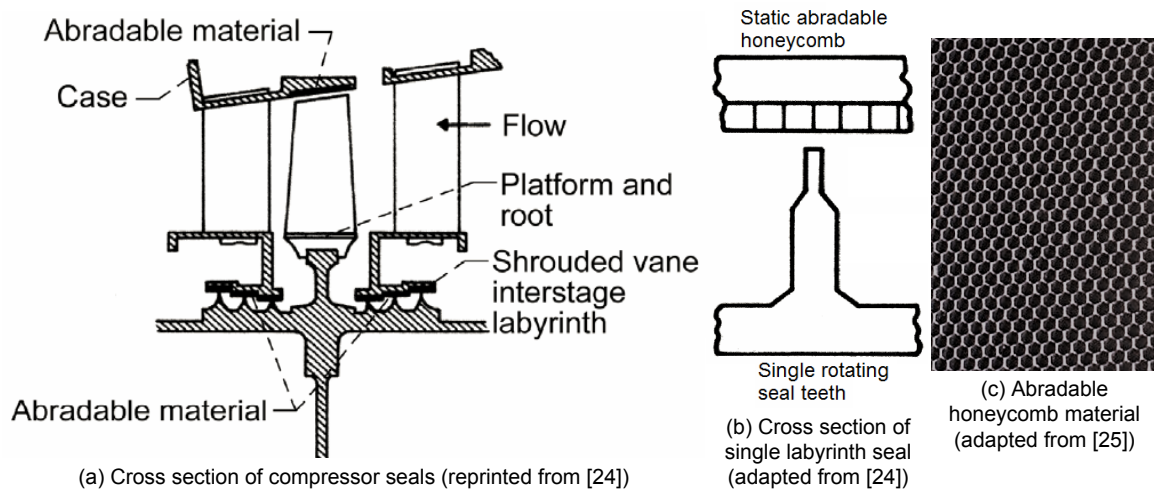 Abradable material
Case
Flow
Platform and
root
Shrouded vane
interstage
labyrinth
Abradable material
(a) Cross section of compressor seals (reprinted from [24])
Static abradable
honeycomb
Single rotating
seal teeth
(b) Cross section of
single labyrinth seal
(adapted from [24])
(c) Abradable
honeycomb material
(adapted from [25])